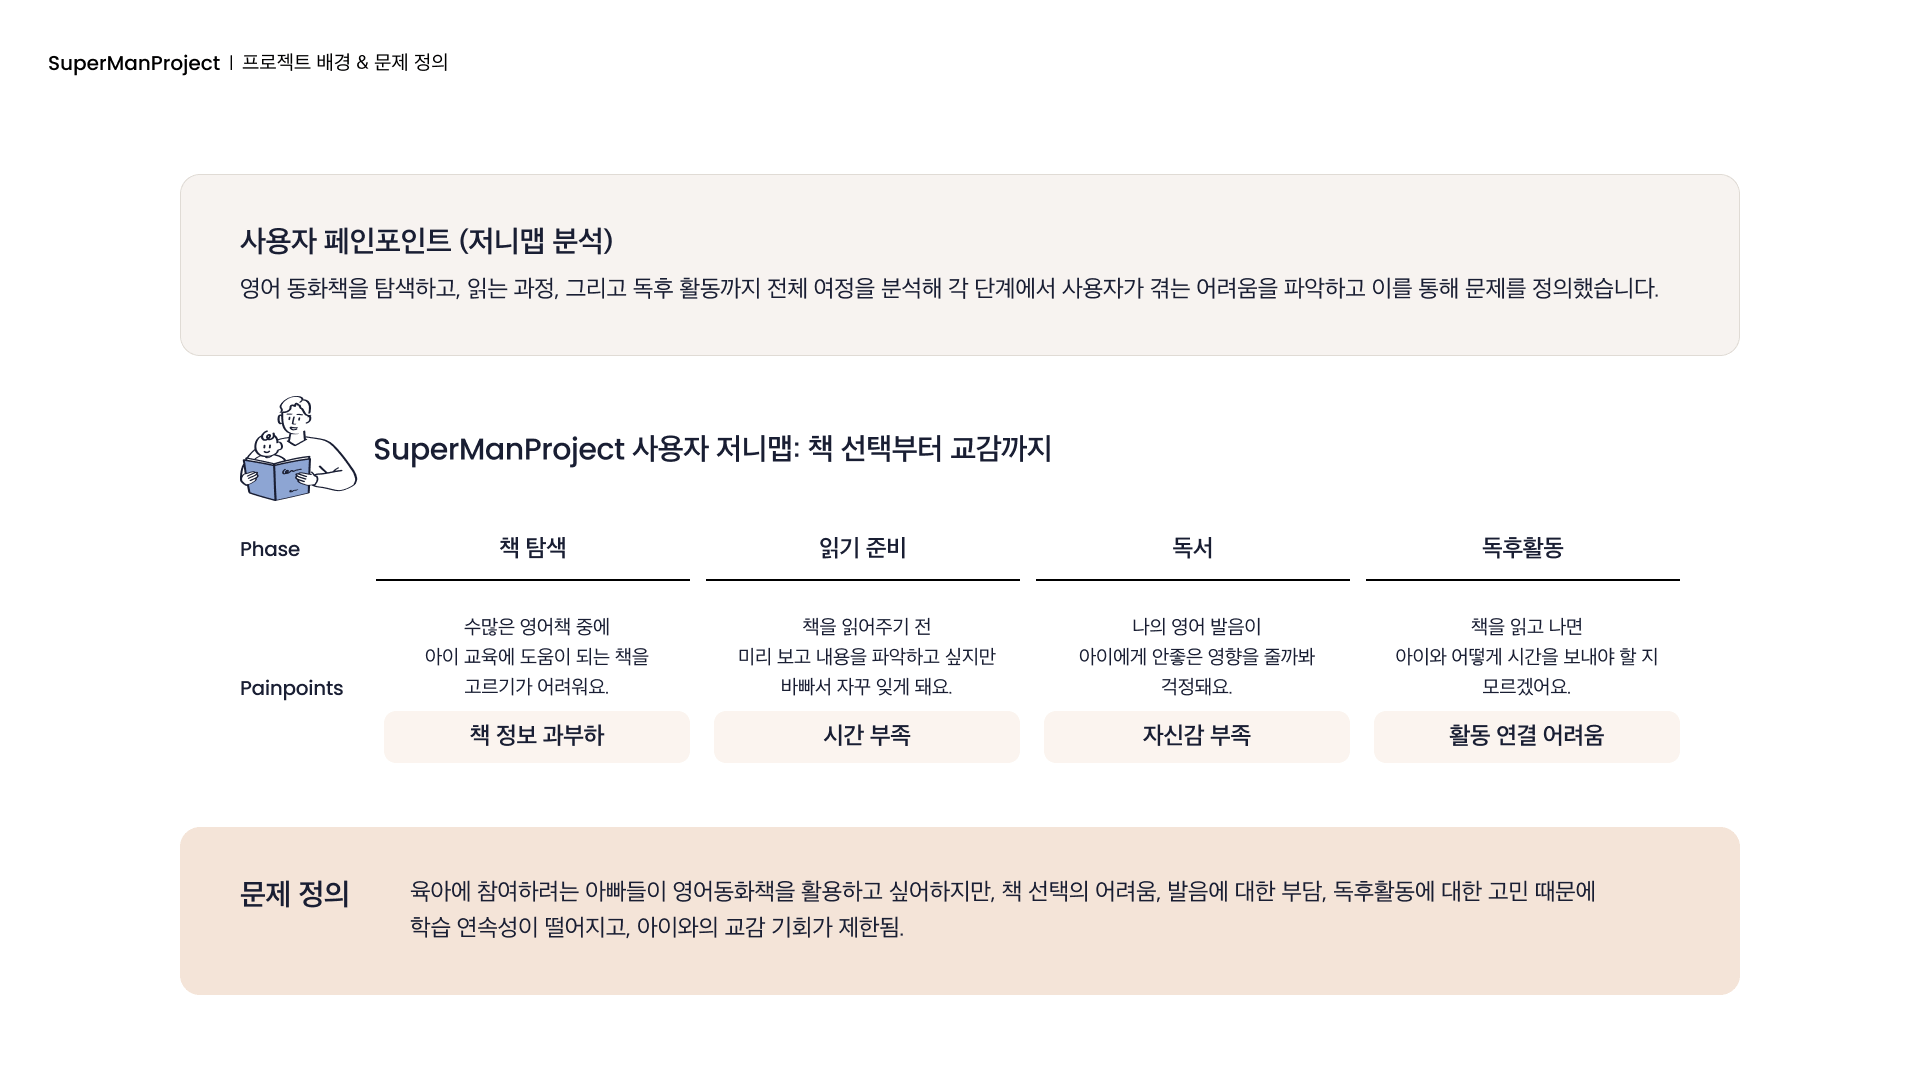 SuperManProject | 프로젝트 배경 & 문제 정의
사용자 페인포인트 (저니맵 분석)
영어 동화책을 탐색하고, 읽는 과정, 그리고 독후 활동까지 전체 여정을 분석해 각 단계에서 사용자가 겪는 어려움을 파악하고 이를 통해 문제를 정의했습니다.
SuperManProject 사용자 저니맵: 책 선택부터 교감까지
Phase
책 탐색
읽기 준비
독서
독후활동
Painpoints
수많은 영어책 중에
아이 교육에 도움이 되는 책을
고르기가 어려워요.
책 정보 과부하
책을 읽어주기 전
미리 보고 내용을 파악하고 싶지만
바빠서 자꾸 잊게 돼요.
시간 부족
나의 영어 발음이
아이에게 안좋은 영향을 줄까봐
걱정돼요.
자신감 부족
책을 읽고 나면
아이와 어떻게 시간을 보내야 할 지
모르겠어요.
활동 연결 어려움
문제 정의
육아에 참여하려는 아빠들이 영어동화책을 활용하고 싶어하지만, 책 선택의 어려움, 발음에 대한 부담, 독후활동에 대한 고민 때문에
학습 연속성이 떨어지고, 아이와의 교감 기회가 제한됨.